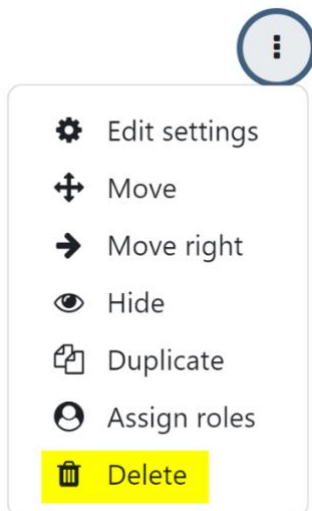 Edit settings
Move
Move right
Hide
Duplicate
Assign roles
Delete